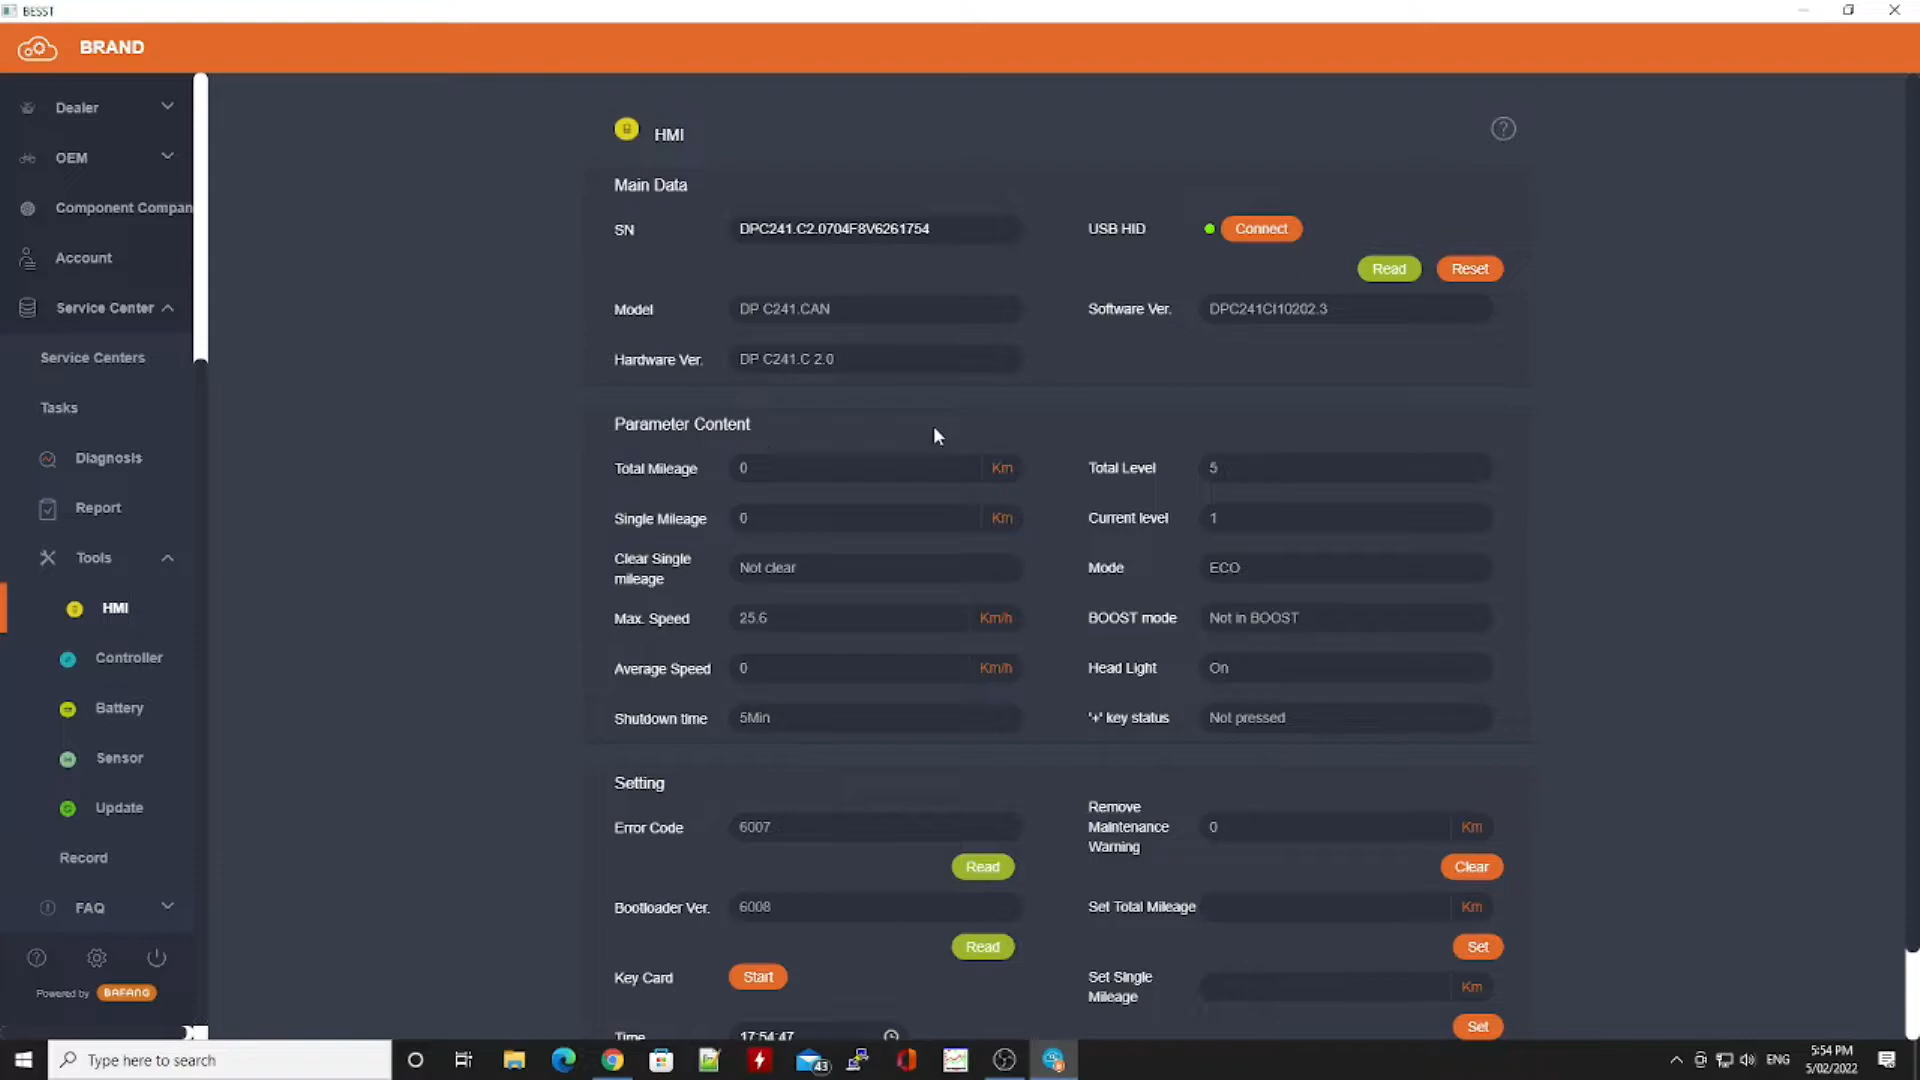 BESST
BRAND
Dealer
OEM
Component Compan
Account
Service Center
Service Centers
Tasks
Diagnosis
Report
Tools
HMI
Controller
Battery
Sensor
Update
Record
FAQ
Powered by BAFANG
HMI
Main Data
SN DPC241.C2.0704F8V6261754
USB HID Connect
Read Reset
Model DP C241.CAN
Software Ver. DPC241CI10202.3
Hardware Ver. DP C241.C 2.0
Parameter Content
Total Mileage 0 Km
Total Level 5
Single Mileage 0 Km
Current level 1
Clear Single
mileage
Not clear
Mode ECO
Max. Speed 25.6 Km/h
BOOST mode Not in BOOST
Average Speed 0 Km/h
Head Light On
Shutdown time 5Min
'+' key status Not pressed
Setting
Error Code 6007
Read
Remove
Maintenance
Warning
0 Km
Clear
Bootloader Ver. 6008
Read
Set Total Mileage Km
Set
Key Card Start
Set Single
Mileage
Km
Set
Time 17:54:47
Type here to search
43
ENG
5:54 PM
5/02/2022